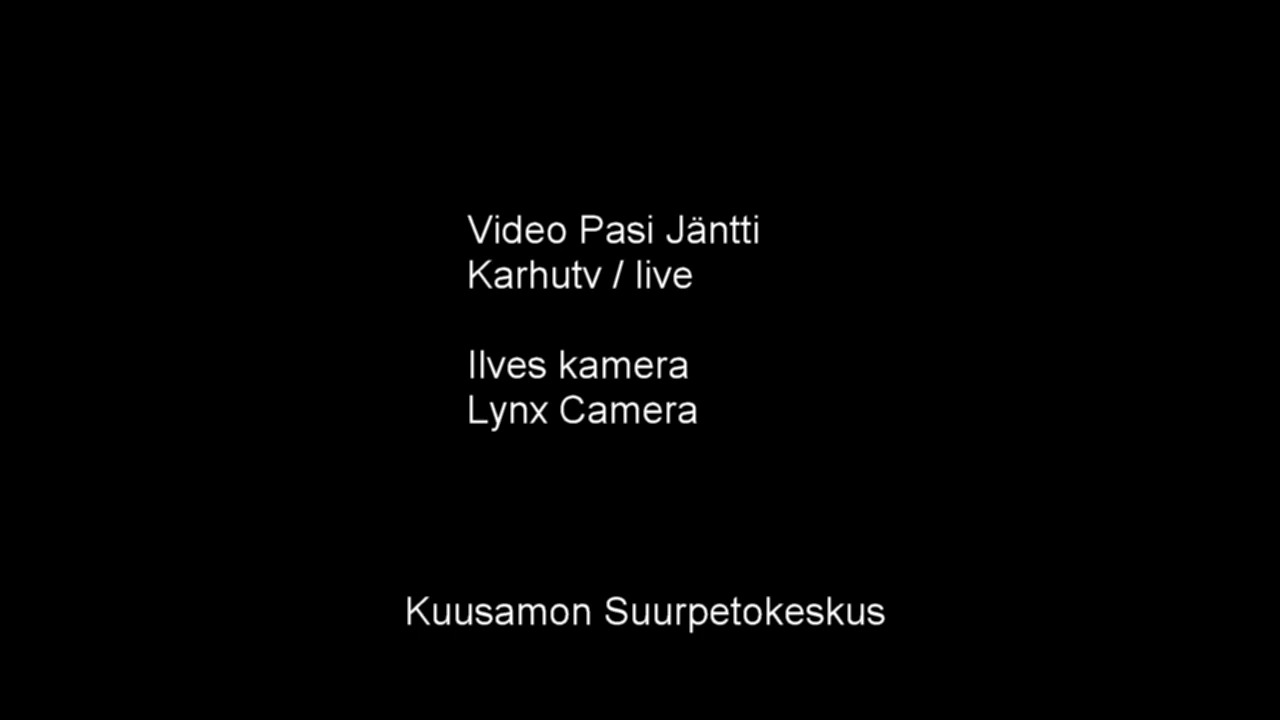 Video Pasi Jäntti
Karhutv / live
Ilves kamera
Lynx Camera
Kuusamon Suurpetokeskus